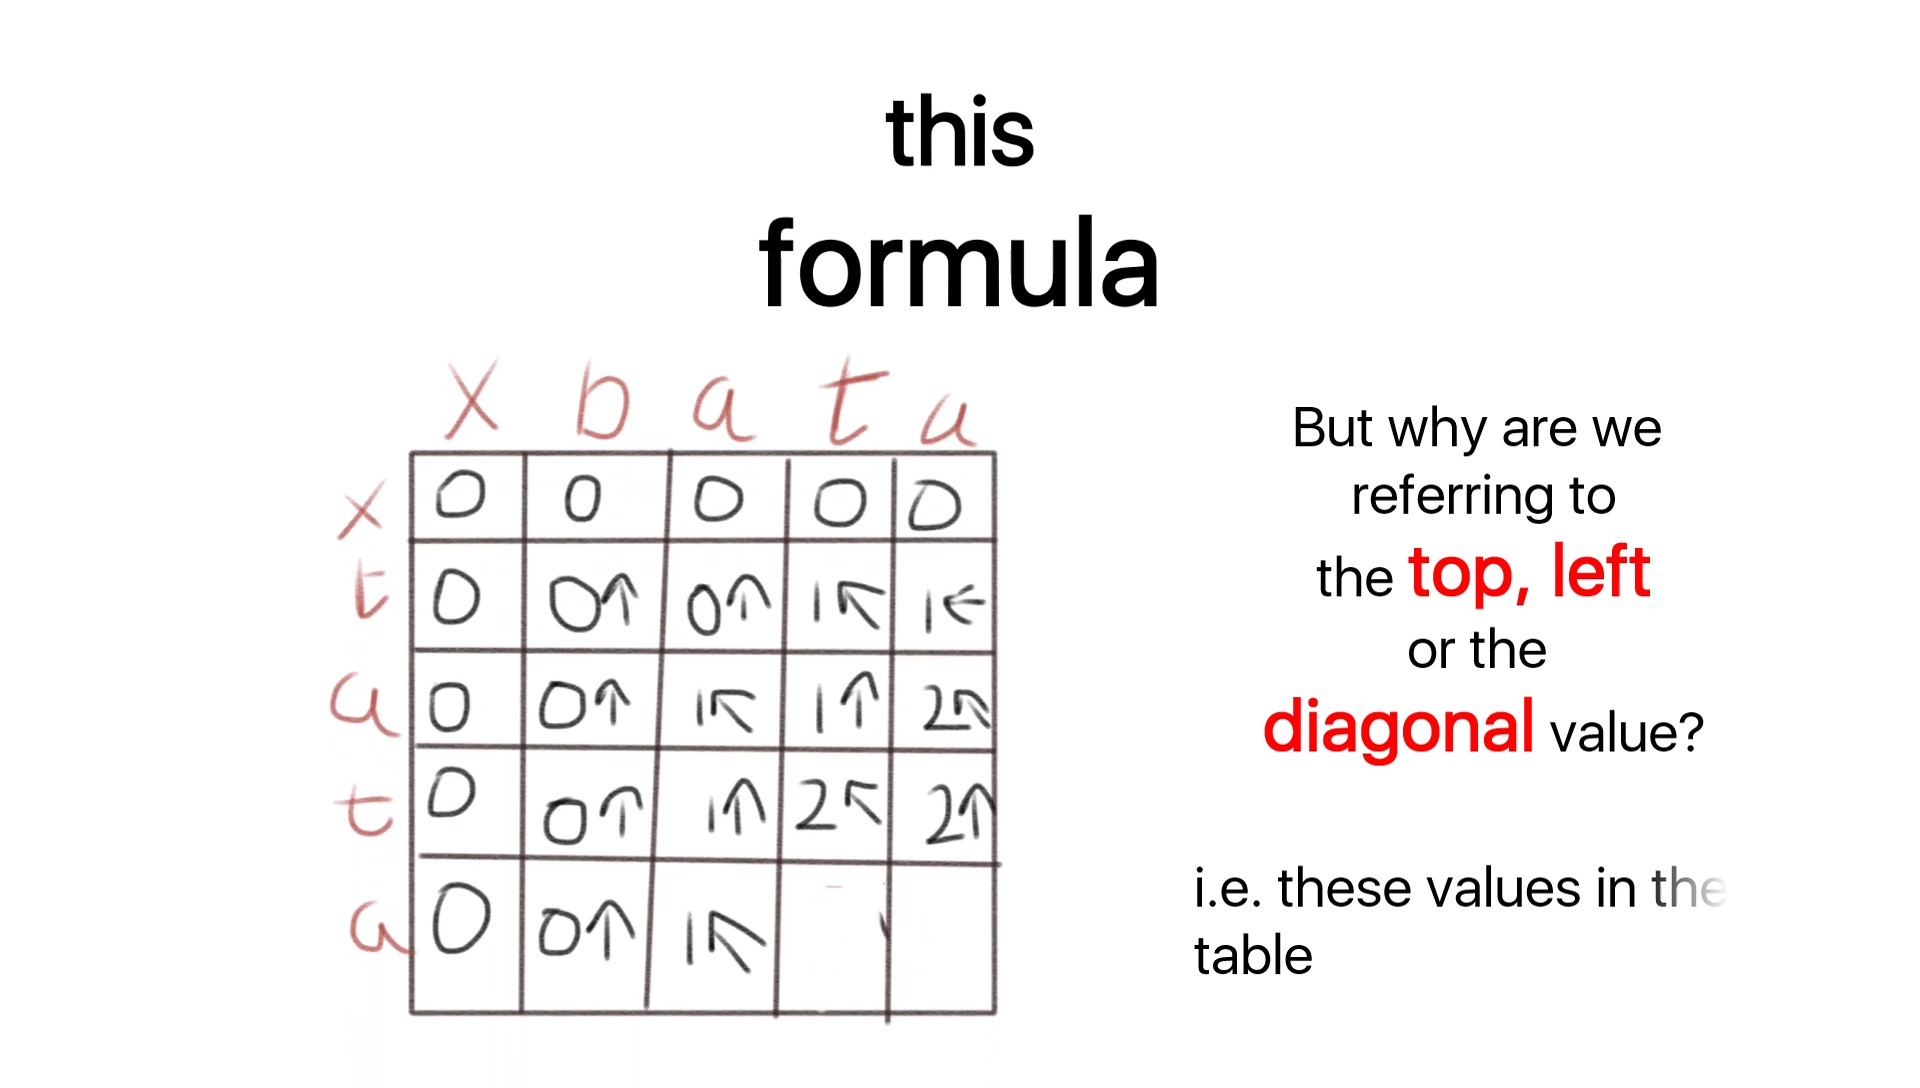 this
formula
x b a t a
x 0 0 0 0 0
t 0 0↑ 0↑ 1↖ 1←
a 0 0↑ 1↖ 1↑ 2↖
t 0 0↑ 1↑ 2↖ 2↑
a 0 0↑ 1↖
But why are we
referring to
the top, left
or the
diagonal value?
i.e. these values in the
table